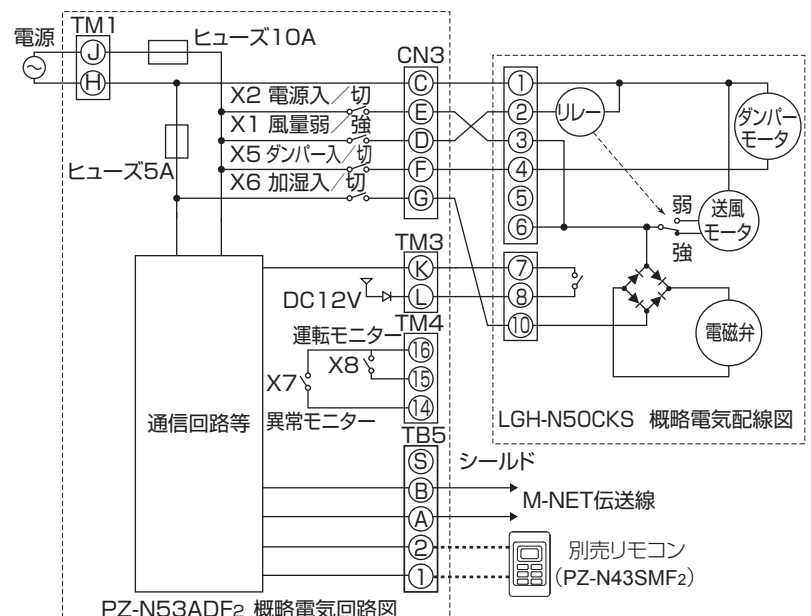 電源
TM1
J
H
ヒューズ10A
ヒューズ5A
X2 電源入／切
X1 風量弱／強
X5 ダンパー入／切
X6 加湿入／切
CN3
C
E
D
F
G
TM3
K
L
DC12V
TM4
運転モニター
16
X8
15
X7
14
異常モニター
通信回路等
TB5
S
シールド
B
A
M-NET伝送線
2
1
別売リモコン
（PZ-N43SMF2）
PZ-N53ADF2 概略電気回路図
1
2
3
4
5
6
7
8
10
リレー
ダンパー
モータ
弱
強
送風
モータ
電磁弁
LGH-N50CKS 概略電気配線図